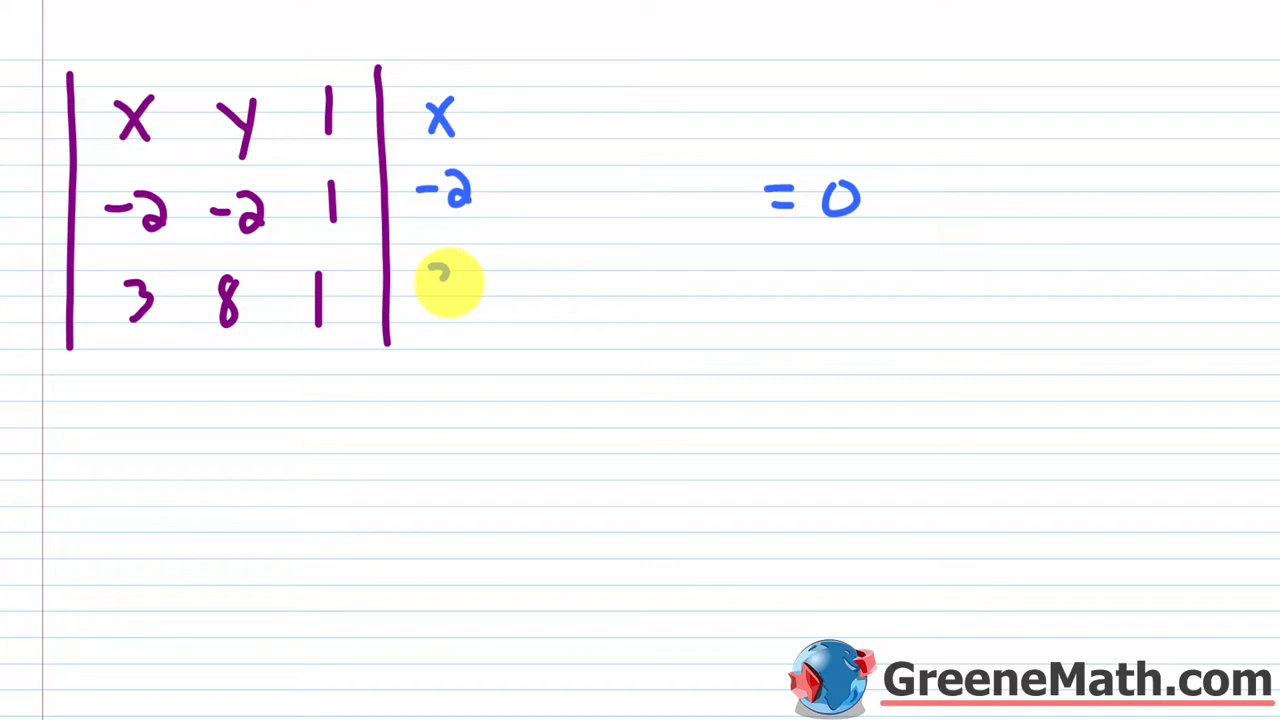 | x y 1 | x
-2 -2 1 -2 = 0
3 8 1
GreeneMath.com